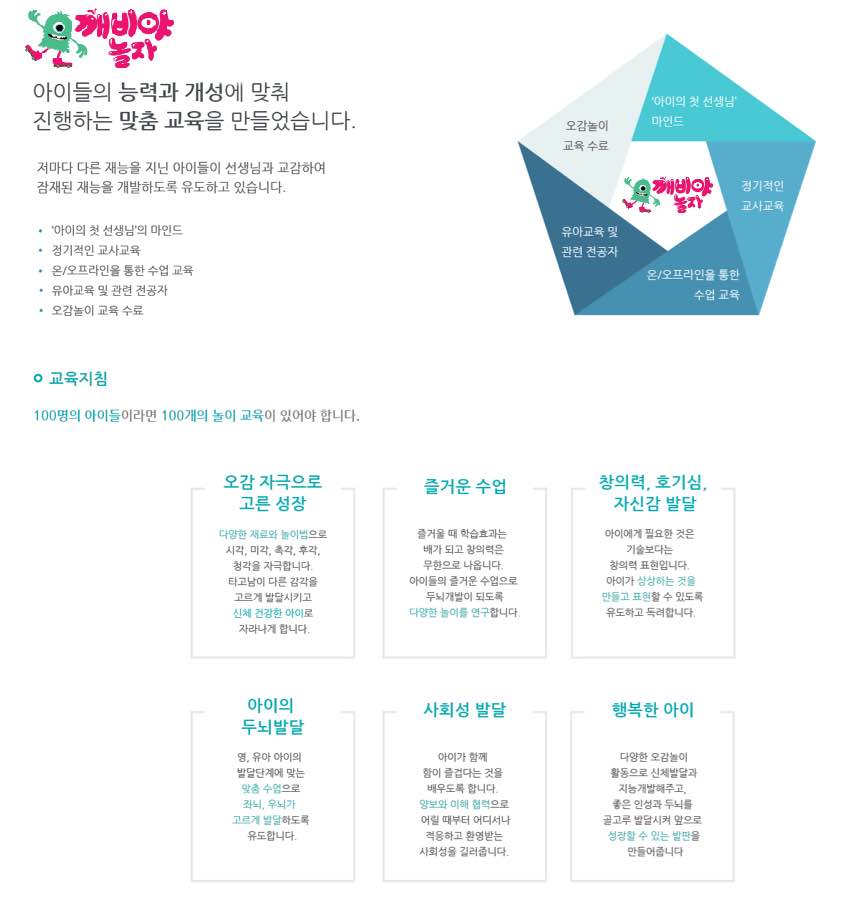 깨비야
놀자
아이들의 능력과 개성에 맞춰
진행하는 맞춤 교육을 만들었습니다.
저마다 다른 재능을 지닌 아이들이 선생님과 교감하여
잠재된 재능을 개발하도록 유도하고 있습니다.
• '아이의 첫 선생님'의 마인드
• 정기적인 교사교육
• 온/오프라인을 통한 수업 교육
• 유아교육 및 관련 전공자
• 오감놀이 교육 수료
'아이의 첫 선생님'
마인드
오감놀이
교육 수료
깨비야
놀자
정기적인
교사교육
유아교육 및
관련 전공자
온/오프라인을 통한
수업 교육
교육지침
100명의 아이들이라면 100개의 놀이 교육이 있어야 합니다.
오감 자극으로
고른 성장
다양한 재료와 놀이법으로
시각, 미각, 촉각, 후각,
청각을 자극합니다.
타고남이 다른 감각을
고르게 발달시키고
신체 건강한 아이로
자라나게 합니다.
즐거운 수업
즐거울 때 학습효과는
배가 되고 창의력은
무한으로 나옵니다.
아이들의 즐거운 수업으로
두뇌개발이 되도록
다양한 놀이를 연구합니다.
창의력, 호기심,
자신감 발달
아이에게 필요한 것은
기술보다는
창의력 표현입니다.
아이가 상상하는 것을
만들고 표현할 수 있도록
유도하고 독려합니다.
아이의
두뇌발달
영, 유아 아이의
발달단계에 맞는
맞춤 수업으로
좌뇌, 우뇌가
고르게 발달하도록
유도합니다.
사회성 발달
아이가 함께
함이 즐겁다는 것을
배우도록 합니다.
양보와 이해 협력으로
어릴 때부터 어디서나
적응하고 환영받는
사회성을 길러줍니다.
행복한 아이
다양한 오감놀이
활동으로 신체발달과
지능개발해주고,
좋은 인성과 두뇌를
골고루 발달시켜 앞으로
성장할 수 있는 발판을
만들어줍니다